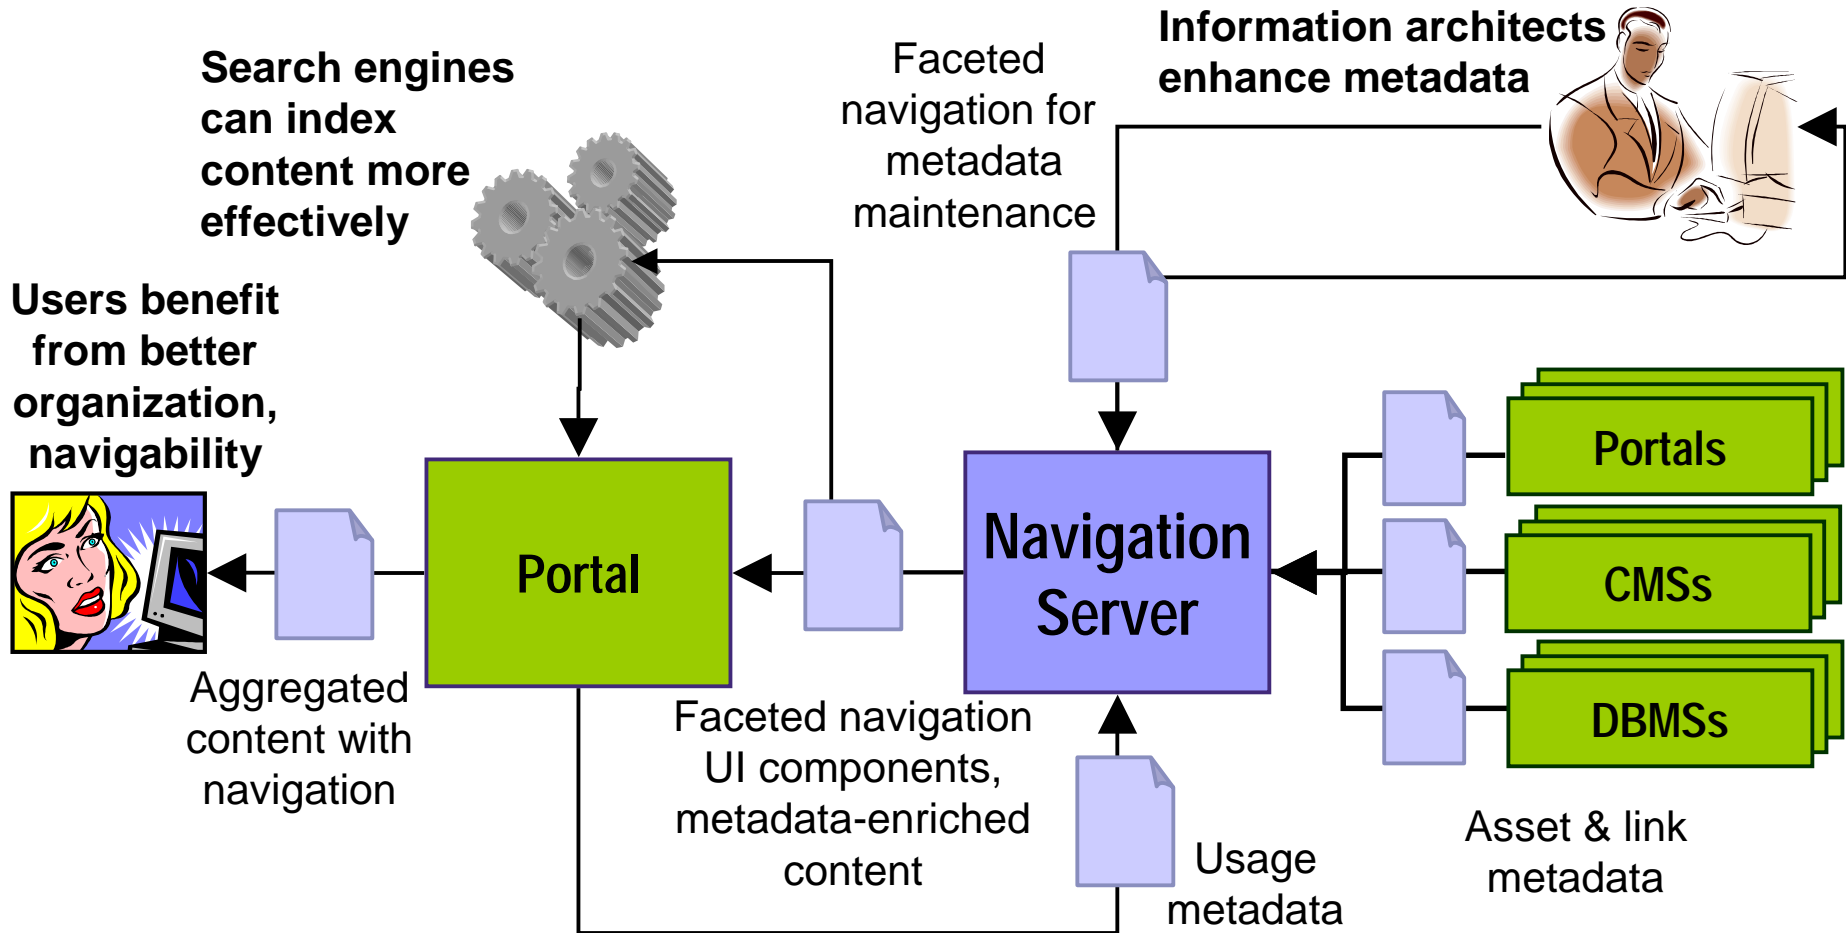 Information architects
enhance metadata
Faceted
navigation for
metadata
maintenance
Search engines
can index
content more
effectively
Users benefit
from better
organization,
navigability
Portal
Navigation
Server
Portals
CMSs
DBMSs
Aggregated
content with
navigation
Faceted navigation
UI components,
metadata-enriched
content
Usage
metadata
Asset & link
metadata